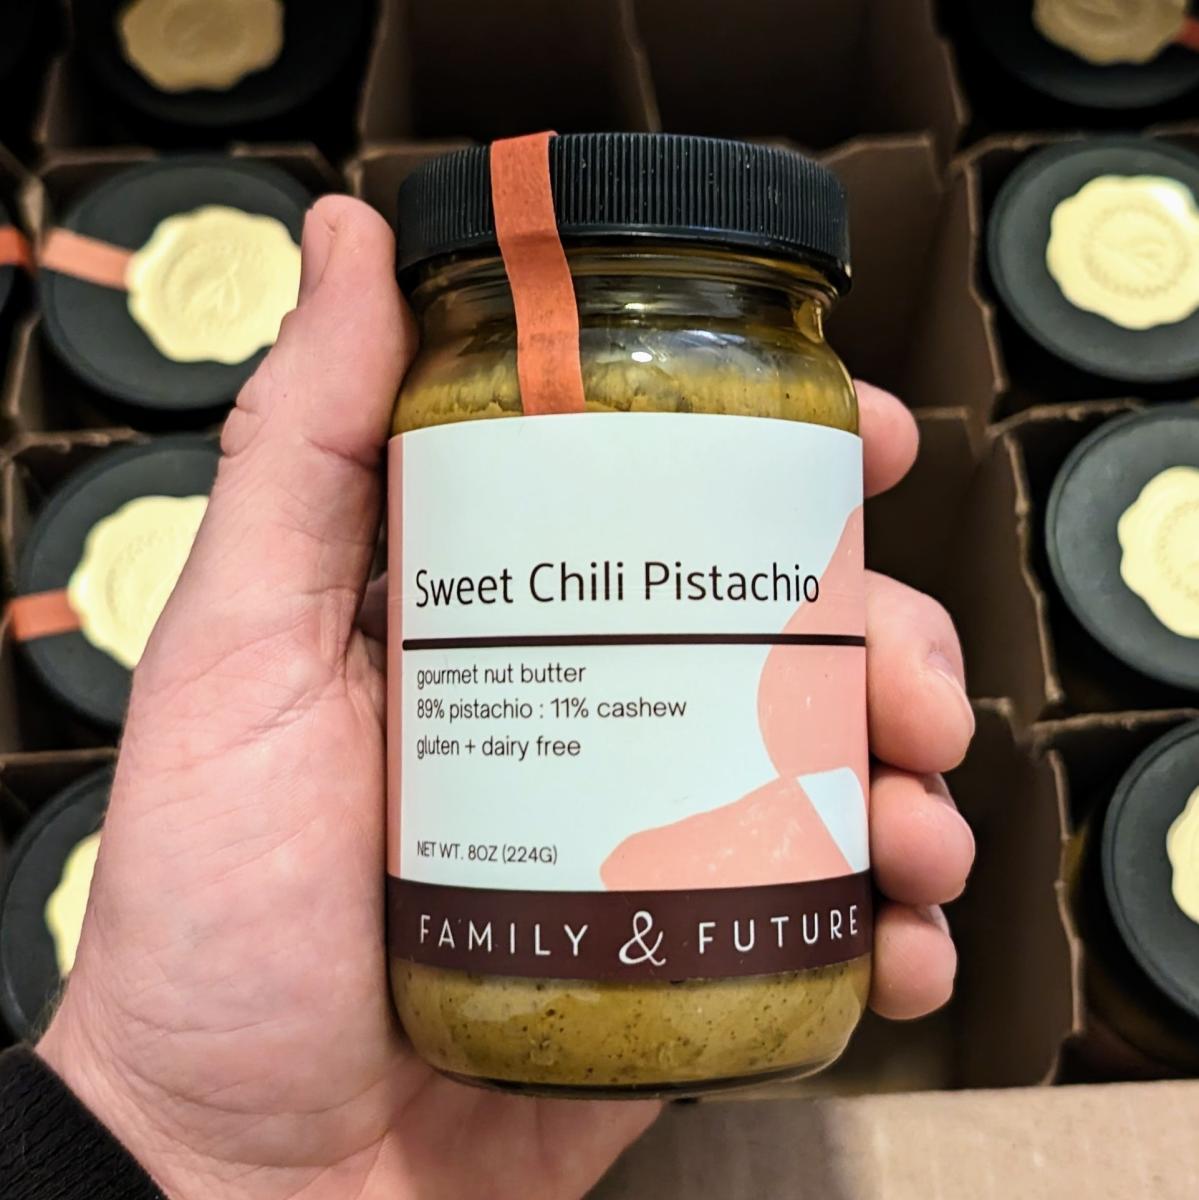 Sweet Chili Pistachio
gourmet nut butter
89% pistachio : 11% cashew
gluten + dairy free
NET WT. 8OZ (224G)
FAMILY & FUTURE